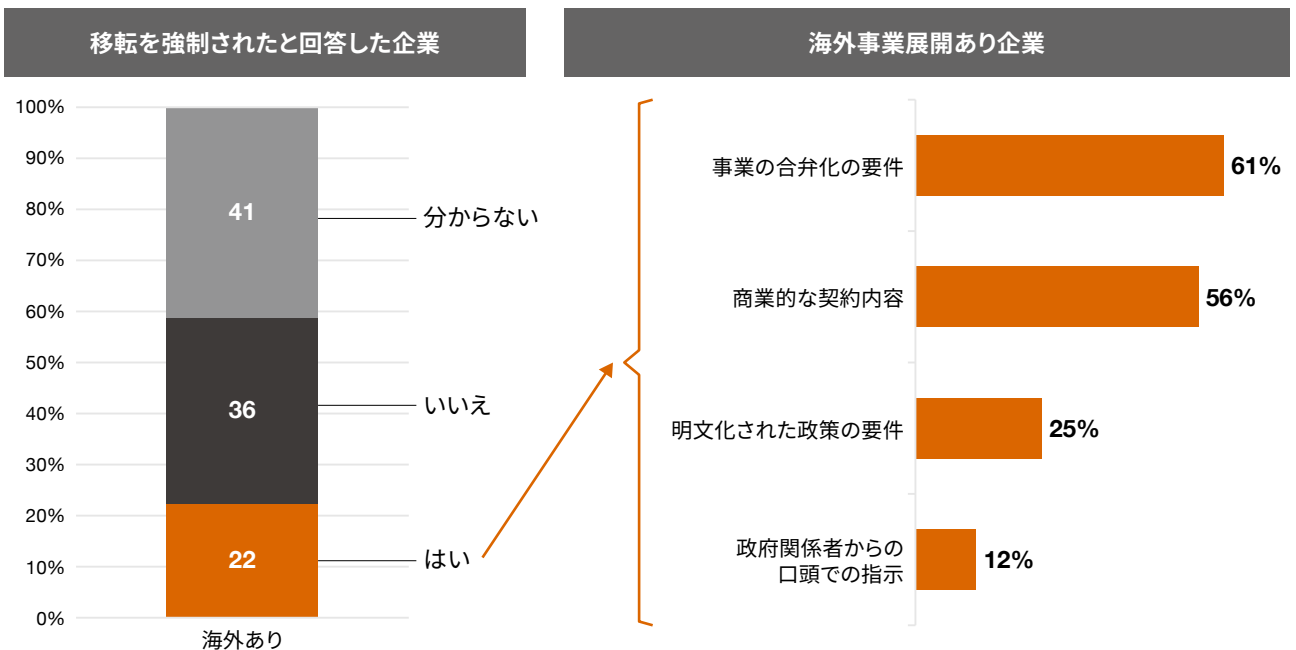 移転を強制されたと回答した企業
100%
90%
80%
70%
60%
50%
40%
30%
20%
10%
0%
41
36
22
分からない
いいえ
はい
海外あり
海外事業展開あり企業
事業の合弁化の要件
61%
商業的な契約内容
56%
明文化された政策の要件
25%
政府関係者からの
口頭での指示
12%